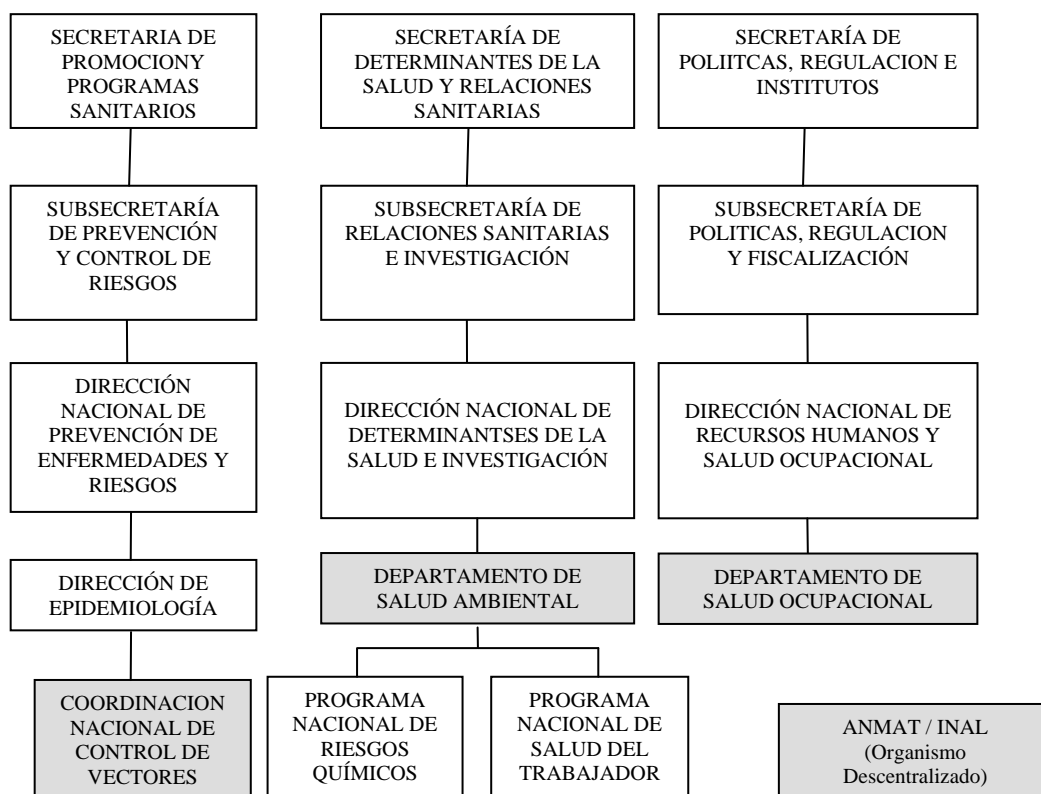 SECRETARIA DE
PROMOCIONY
PROGRAMAS
SANITARIOS
SECRETARÍA DE
DETERMINANTES DE LA
SALUD Y RELACIONES
SANITARIAS
SECRETARÍA DE
POLIITCAS, REGULACION E
INSTITUTOS
SUBSECRETARÍA
DE PREVENCIÓN
Y CONTROL DE
RIESGOS
SUBSECRETARÍA DE
RELACIONES SANITARIAS
E INVESTIGACIÓN
SUBSECRETARÍA DE
POLITICAS, REGULACION
Y FISCALIZACIÓN
DIRECCIÓN
NACIONAL DE
PREVENCIÓN DE
ENFERMEDADES Y
RIESGOS
DIRECCIÓN NACIONAL DE
DETERMINANTSES DE LA
SALUD E INVESTIGACIÓN
DIRECCIÓN NACIONAL DE
RECURSOS HUMANOS Y
SALUD OCUPACIONAL
DIRECCIÓN DE
EPIDEMIOLOGÍA
DEPARTAMENTO DE
SALUD AMBIENTAL
DEPARTAMENTO DE
SALUD OCUPACIONAL
COORDINACION
NACIONAL DE
CONTROL DE
VECTORES
PROGRAMA
NACIONAL DE
RIESGOS
QUÍMICOS
PROGRAMA
NACIONAL DE
SALUD DEL
TRABAJADOR
ANMAT / INAL
(Organismo
Descentralizado)